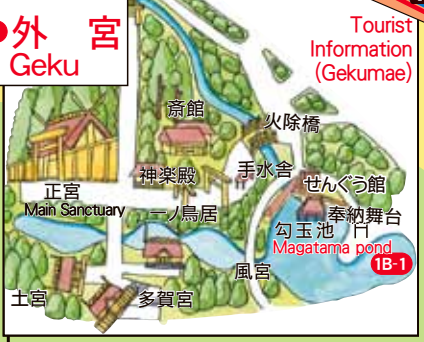 外宮
Geku
Tourist
Information
(Gekumae)
斎館
火除橋
神楽殿
手水舎
せんぐう館
正宮
Main Sanctuary
一ノ鳥居
奉納舞台
勾玉池
Magatama pond
1B-1
風宮
土宮
多賀宮